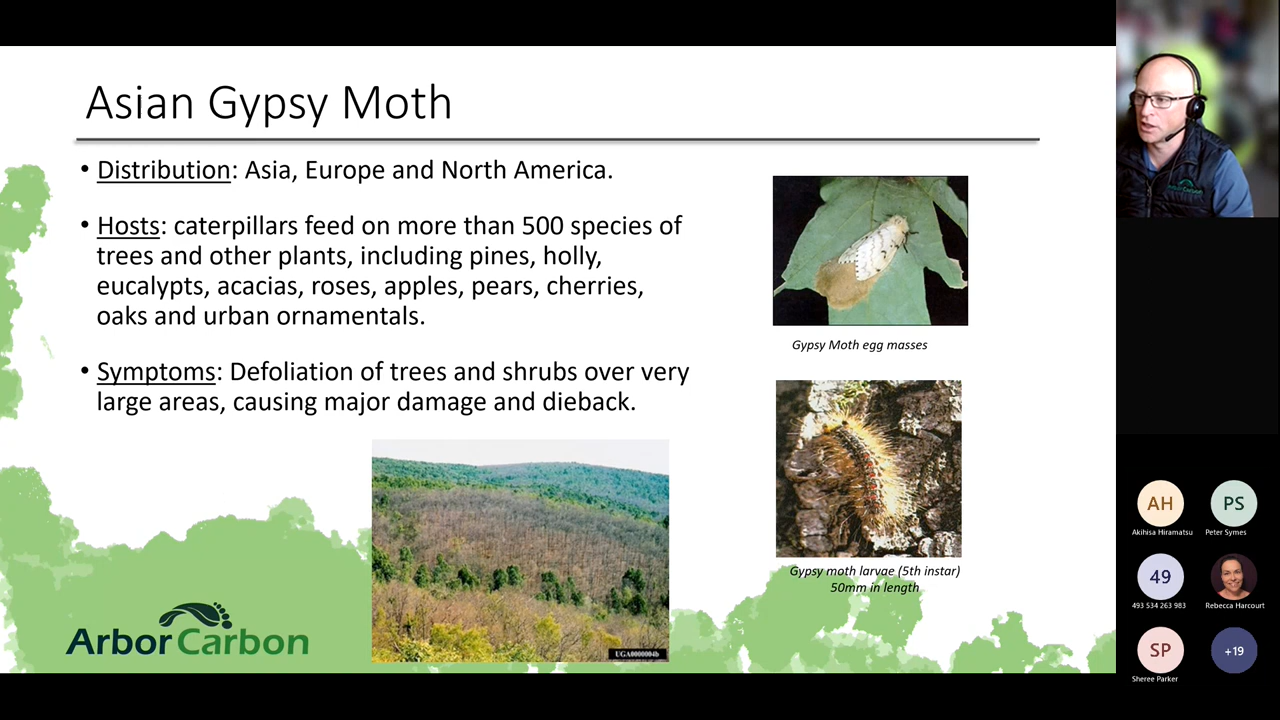 Asian Gypsy Moth
• Distribution: Asia, Europe and North America.
• Hosts: caterpillars feed on more than 500 species of
trees and other plants, including pines, holly,
eucalypts, acacias, roses, apples, pears, cherries,
oaks and urban ornamentals.
• Symptoms: Defoliation of trees and shrubs over very
large areas, causing major damage and dieback.
Gypsy Moth egg masses
Gypsy moth larvae (5th instar)
50mm in length
ArborCarbon
AH
Akihisa Hiramatsu
PS
Peter Symes
49
493 534 263 983
Rebecca Harcourt
SP
Sheree Parker
+19